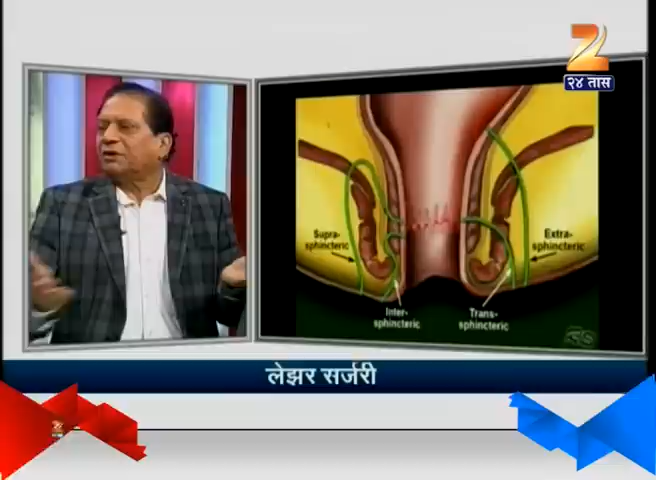 २४ तास
Supra-
sphincteric
Extra-
sphincteric
Inter-
sphincteric
Trans-
sphincteric
लेझर सर्जरी